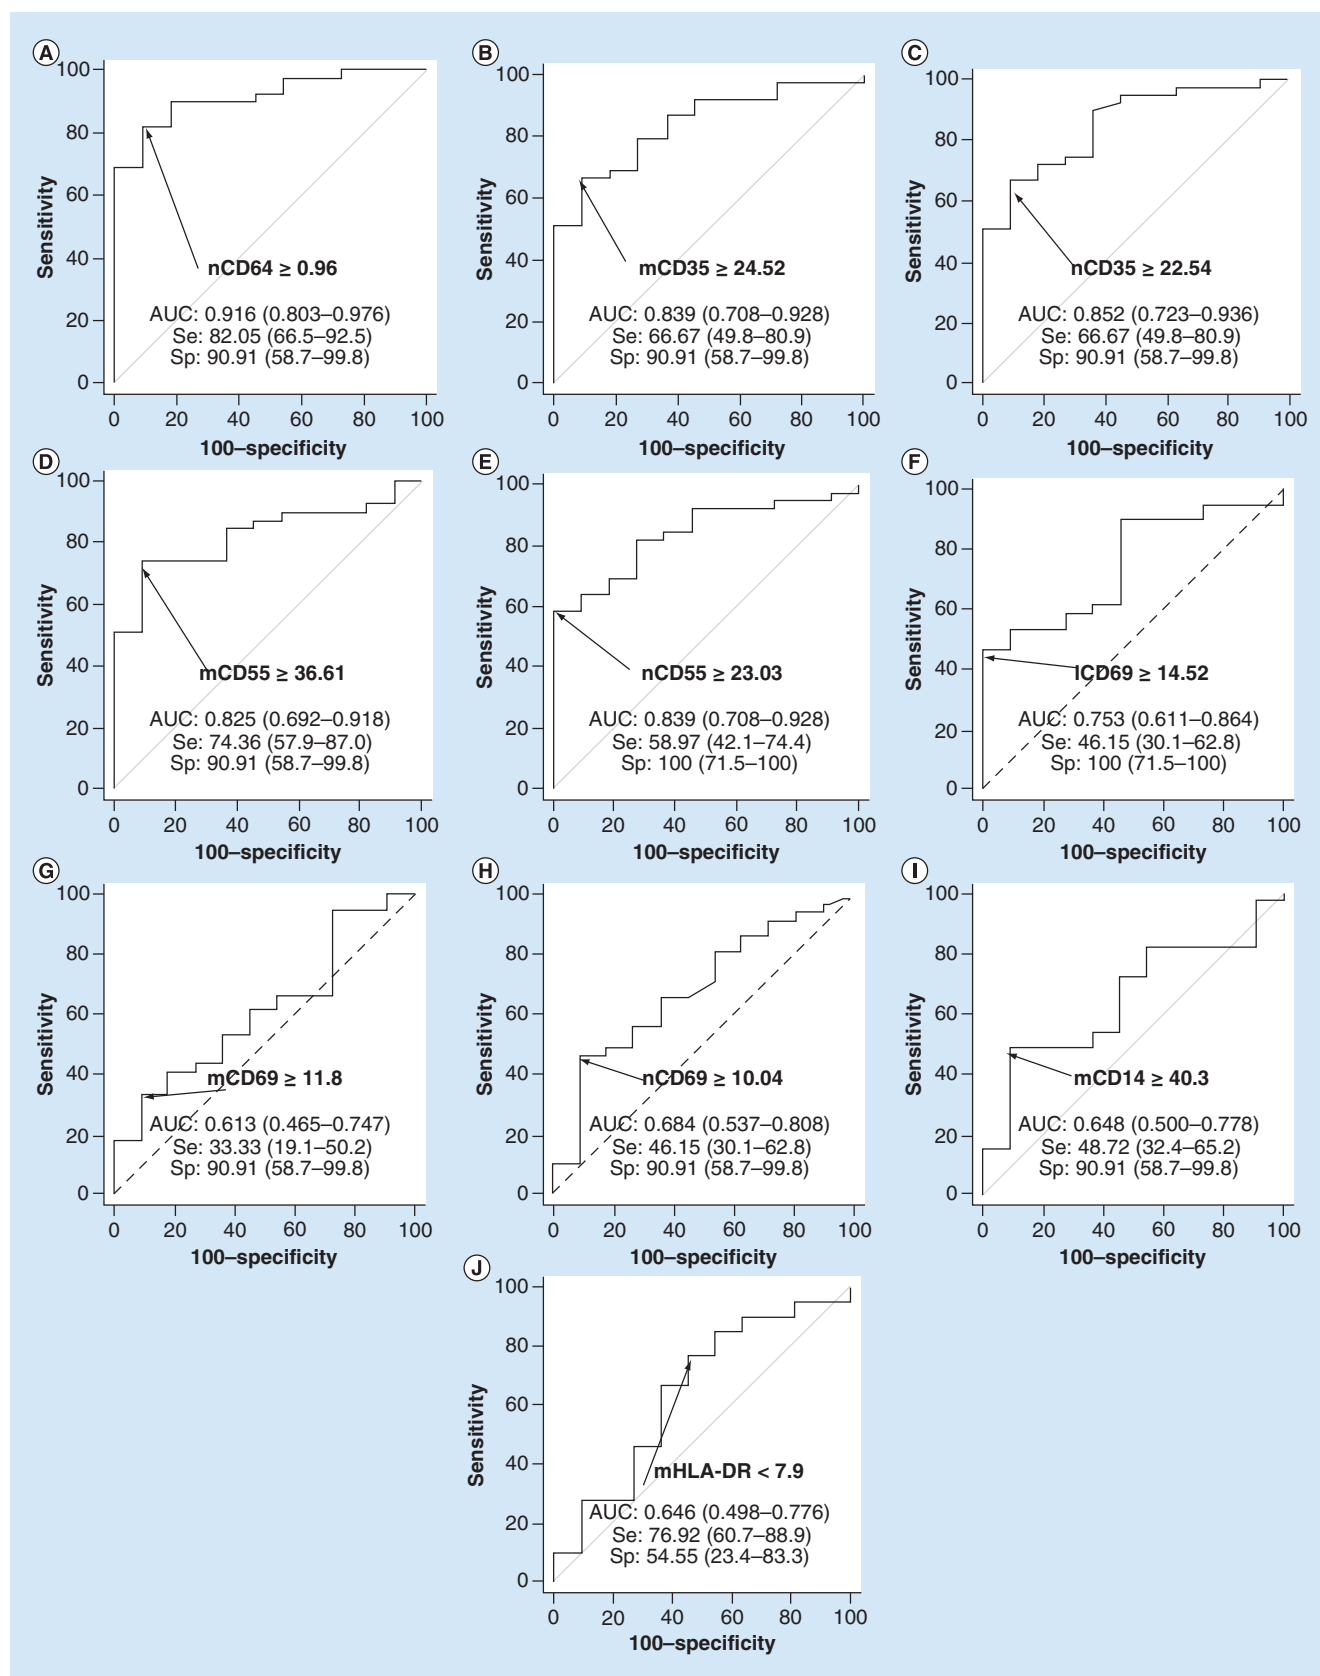 A
100
80
60
40
20
0
Sensitivity
nCD64 ≥ 0.96
AUC: 0.916 (0.803–0.976)
Se: 82.05 (66.5–92.5)
Sp: 90.91 (58.7–99.8)
0 20 40 60 80 100
100–specificity
B
100
80
60
40
20
0
Sensitivity
mCD35 ≥ 24.52
AUC: 0.839 (0.708–0.928)
Se: 66.67 (49.8–80.9)
Sp: 90.91 (58.7–99.8)
0 20 40 60 80 100
100–specificity
C
100
80
60
40
20
0
Sensitivity
nCD35 ≥ 22.54
AUC: 0.852 (0.723–0.936)
Se: 66.67 (49.8–80.9)
Sp: 90.91 (58.7–99.8)
0 20 40 60 80 100
100–specificity
D
100
80
60
40
20
0
Sensitivity
mCD55 ≥ 36.61
AUC: 0.825 (0.692–0.918)
Se: 74.36 (57.9–87.0)
Sp: 90.91 (58.7–99.8)
0 20 40 60 80 100
100–specificity
E
100
80
60
40
20
0
Sensitivity
nCD55 ≥ 23.03
AUC: 0.839 (0.708–0.928)
Se: 58.97 (42.1–74.4)
Sp: 100 (71.5–100)
0 20 40 60 80 100
100–specificity
F
100
80
60
40
20
0
Sensitivity
lCD69 ≥ 14.52
AUC: 0.753 (0.611–0.864)
Se: 46.15 (30.1–62.8)
Sp: 100 (71.5–100)
0 20 40 60 80 100
100–specificity
G
100
80
60
40
20
0
Sensitivity
mCD69 ≥ 11.8
AUC: 0.613 (0.465–0.747)
Se: 33.33 (19.1–50.2)
Sp: 90.91 (58.7–99.8)
0 20 40 60 80 100
100–specificity
H
100
80
60
40
20
0
Sensitivity
nCD69 ≥ 10.04
AUC: 0.684 (0.537–0.808)
Se: 46.15 (30.1–62.8)
Sp: 90.91 (58.7–99.8)
0 20 40 60 80 100
100–specificity
I
100
80
60
40
20
0
Sensitivity
mCD14 ≥ 40.3
AUC: 0.648 (0.500–0.778)
Se: 48.72 (32.4–65.2)
Sp: 90.91 (58.7–99.8)
0 20 40 60 80 100
100–specificity
J
100
80
60
40
20
0
Sensitivity
mHLA-DR < 7.9
AUC: 0.646 (0.498–0.776)
Se: 76.92 (60.7–88.9)
Sp: 54.55 (23.4–83.3)
0 20 40 60 80 100
100–specificity